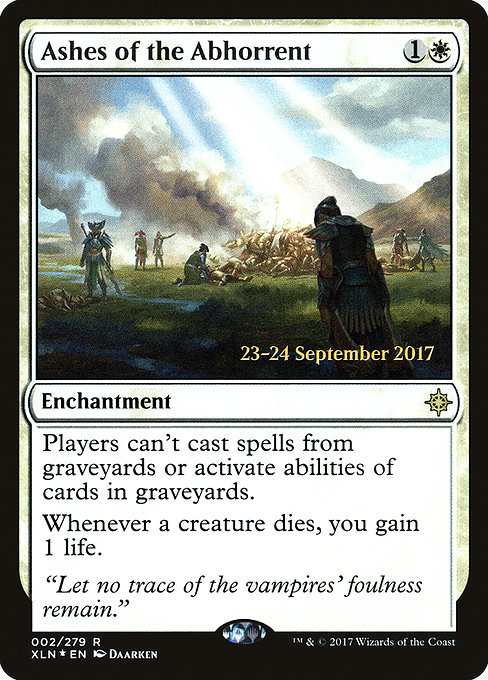 Ashes of the Abhorrent 1
23–24 September 2017
Enchantment
Players can't cast spells from
graveyards or activate abilities of
cards in graveyards.
Whenever a creature dies, you gain
1 life.
"Let no trace of the vampires' foulness
remain."
002/279 R
XLN★EN Daarken
™ & © 2017 Wizards of the Coast